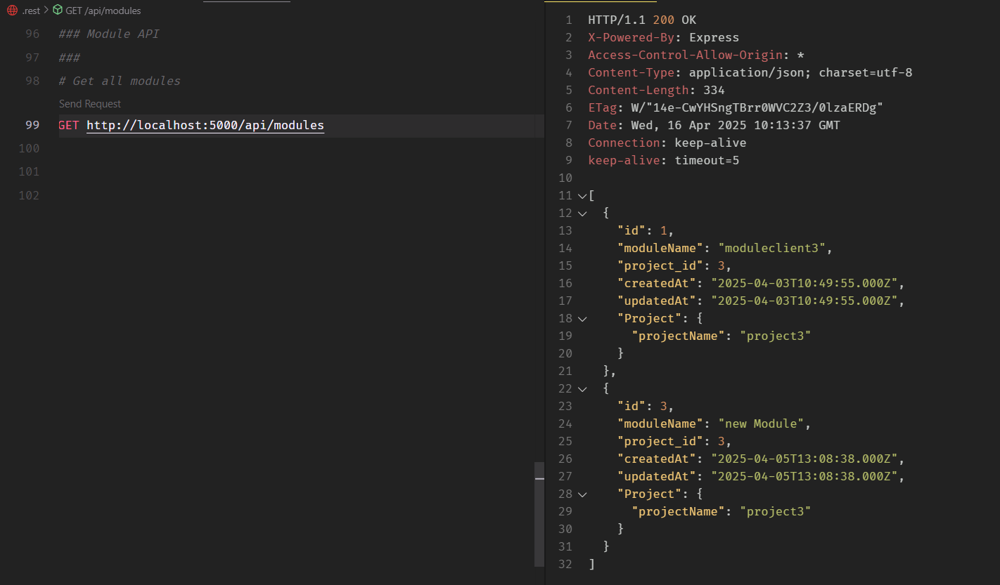 .rest > GET /api/modules
96 ### Module API
97 ###
98 # Get all modules
Send Request
99 GET http://localhost:5000/api/modules
100
101
102
1 HTTP/1.1 200 OK
2 X-Powered-By: Express
3 Access-Control-Allow-Origin: *
4 Content-Type: application/json; charset=utf-8
5 Content-Length: 334
6 ETag: W/"14e-CwYHSngTBrr0WVC2Z3/0lzaERDg"
7 Date: Wed, 16 Apr 2025 10:13:37 GMT
8 Connection: keep-alive
9 keep-alive: timeout=5
10
11 [
12   {
13     "id": 1,
14     "moduleName": "moduleclient3",
15     "project_id": 3,
16     "createdAt": "2025-04-03T10:49:55.000Z",
17     "updatedAt": "2025-04-03T10:49:55.000Z",
18     "Project": {
19       "projectName": "project3"
20     }
21   },
22   {
23     "id": 3,
24     "moduleName": "new Module",
25     "project_id": 3,
26     "createdAt": "2025-04-05T13:08:38.000Z",
27     "updatedAt": "2025-04-05T13:08:38.000Z",
28     "Project": {
29       "projectName": "project3"
30     }
31   }
32 ]